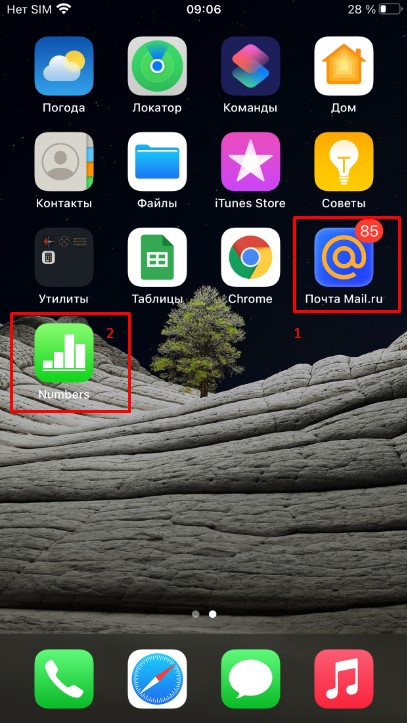 Нет SIM 09:06 28 %
Погода Локатор Команды Дом
Контакты Файлы iTunes Store Советы
85
Утилиты Таблицы Chrome Почта Mail.ru
2 1
Numbers